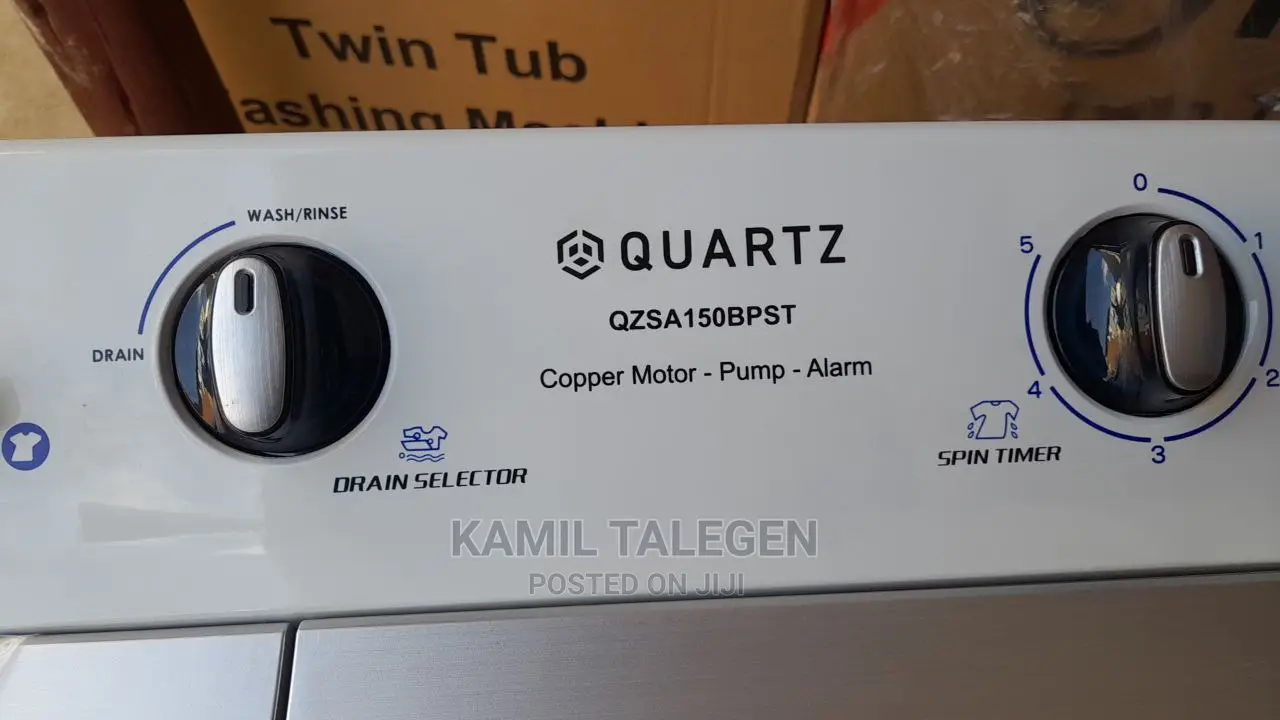 Twin Tub
WASH/RINSE
DRAIN
DRAIN SELECTOR
QUARTZ
QZSA150BPST
Copper Motor - Pump - Alarm
0
1
2
3
4
5
SPIN TIMER
KAMIL TALEGEN
POSTED ON JIJI